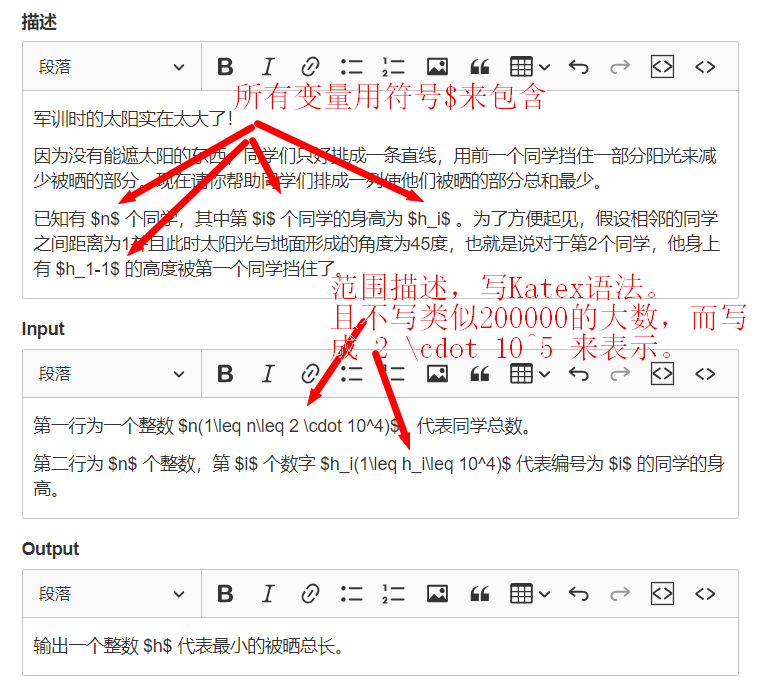 描述
段落
所有变量用符号$来包含
军训时的太阳实在太大了！
因为没有能遮太阳的东西，同学们只好排成一条直线，用前一个同学挡住一部分阳光来减
少被晒的部分。现在请你帮助同学们排成一列使他们被晒的部分总和最少。
已知有 $n$ 个同学，其中第 $i$ 个同学的身高为 $h_i$ 。为了方便起见，假设相邻的同学
之间距离为1并且此时太阳光与地面形成的角度为45度，也就是说对于第2个同学，他身上
有 $h_1-1$ 的高度被第一个同学挡住了。
范围描述，写Katex语法。
且不写类似200000的大数，而写
成 2 \cdot 10^5 来表示。
Input
段落
第一行为一个整数 $n(1\leq n\leq 2 \cdot 10^4)$，代表同学总数。
第二行为 $n$ 个整数，第 $i$ 个数字 $h_i(1\leq h_i\leq 10^4)$ 代表编号为 $i$ 的同学的身
高。
Output
段落
输出一个整数 $h$ 代表最小的被晒总长。